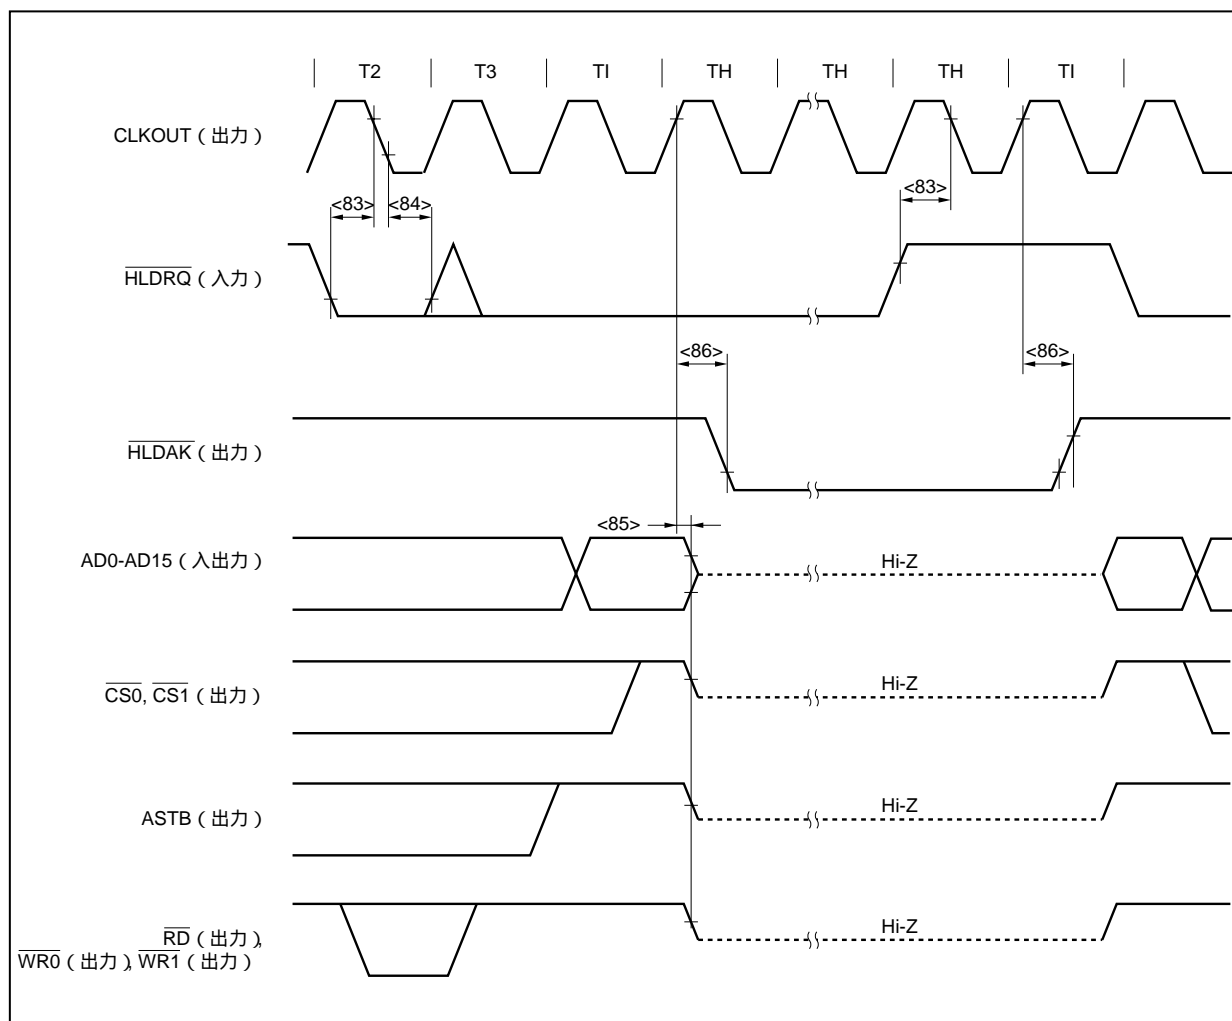 T2 T3 TI TH TH TH TI
CLKOUT（出力）
<83> <84> <83>
HLDRQ（入力）
<86> <86>
HLDAK（出力）
<85>
AD0-AD15（入出力） Hi-Z
CS0, CS1（出力） Hi-Z
ASTB（出力） Hi-Z
RD（出力）, Hi-Z
WR0（出力）, WR1（出力）